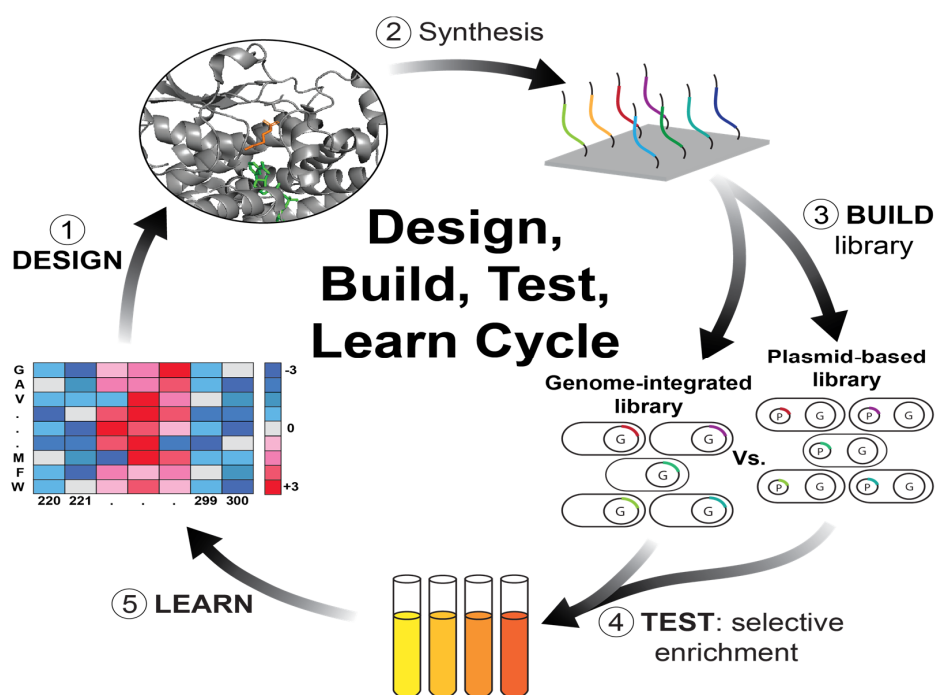 ② Synthesis
① 
DESIGN
Design,
Build, Test,
Learn Cycle
③ BUILD
library
Genome-integrated
library
G
G
G
G
G
Vs.
Plasmid-based
library
P G
P G
P G
P G
P G
G
A
V
.
.
.
M
F
W
220 221 . . . 299 300
-3
0
+3
⑤ LEARN
④ TEST: selective
enrichment